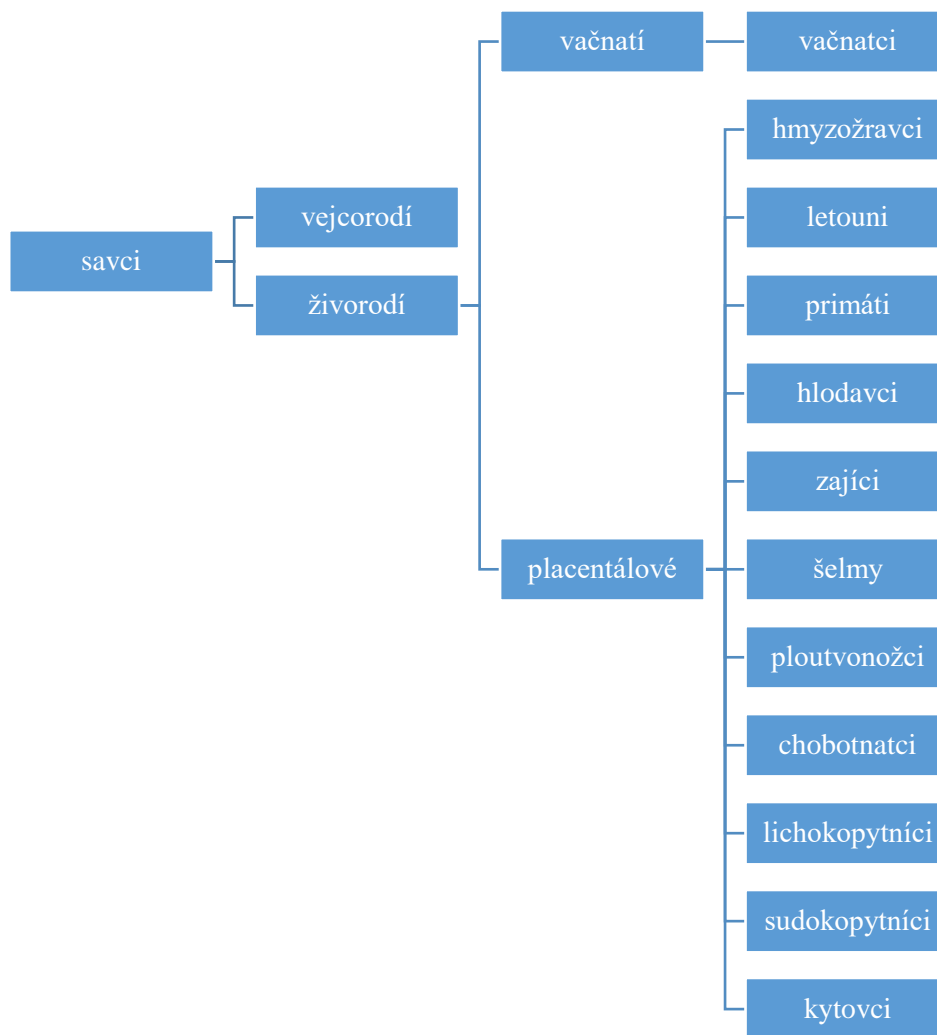 savci
vejcorodí
živorodí
vačnatí
vačnatci
placentálové
hmyzožravci
letouni
primáti
hlodavci
zajíci
šelmy
ploutvonožci
chobotnatci
lichokopytníci
sudokopytníci
kytovci